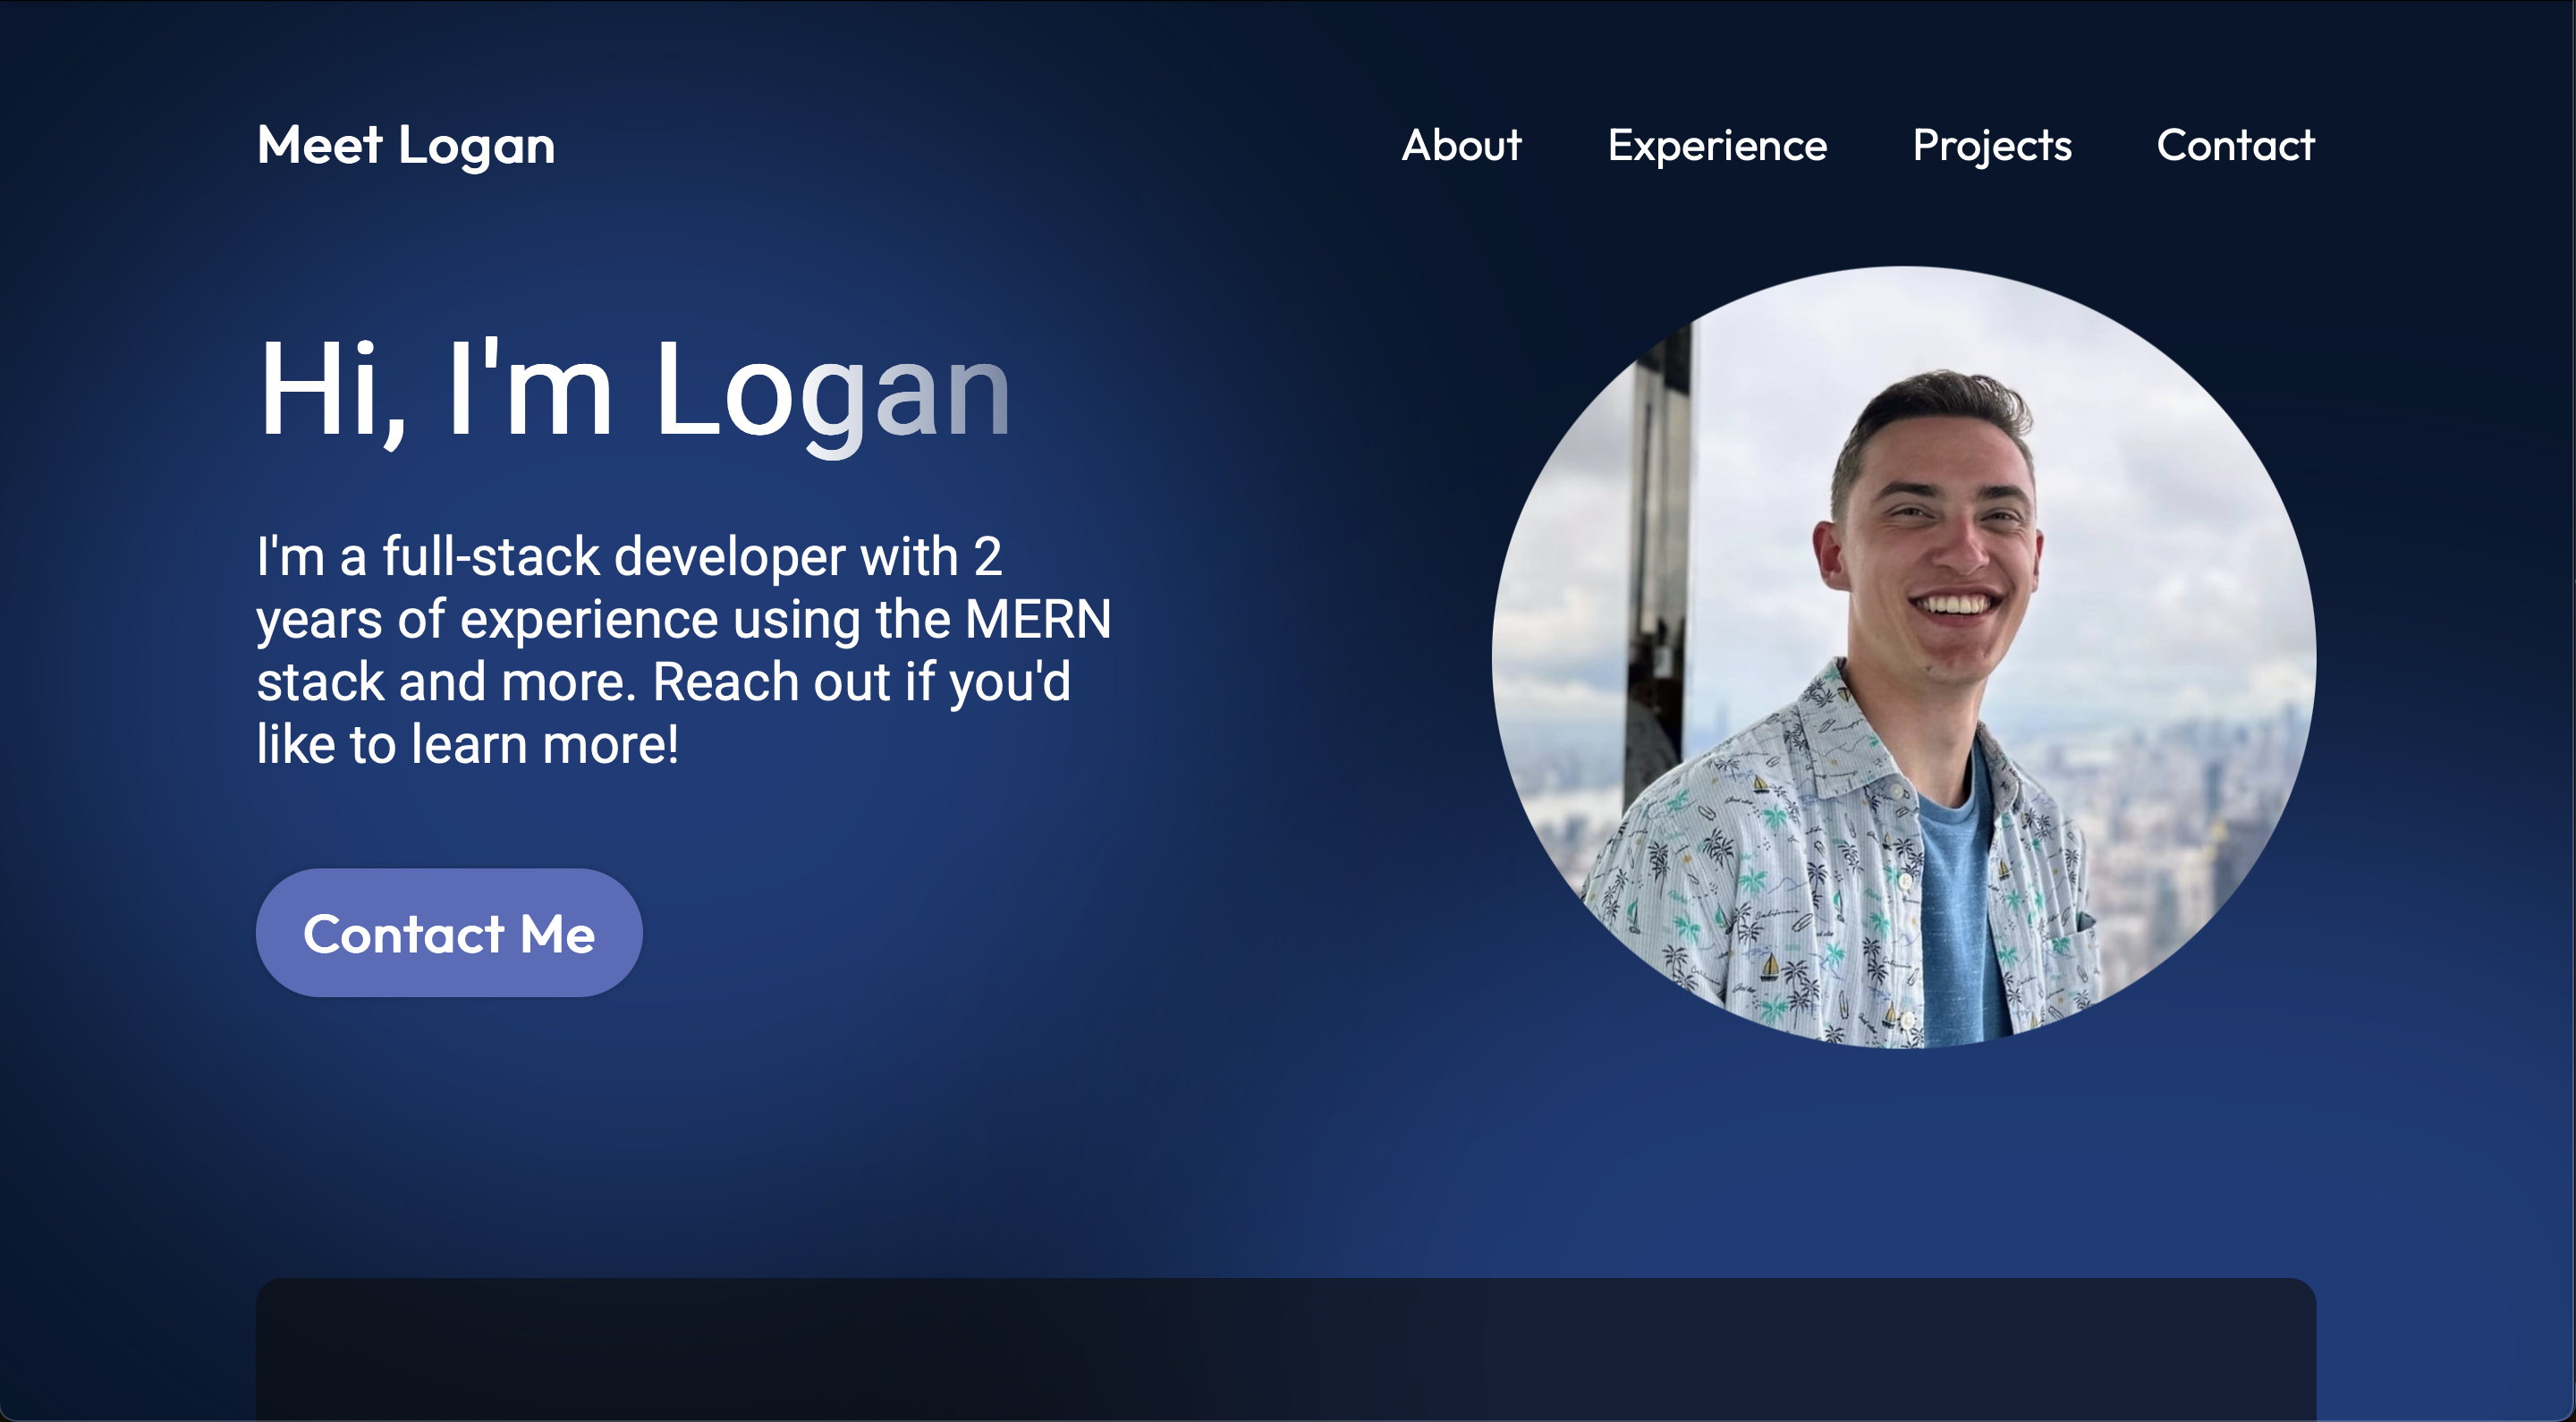 Meet Logan
About Experience Projects Contact
Hi, I'm Logan
I'm a full-stack developer with 2
years of experience using the MERN
stack and more. Reach out if you'd
like to learn more!
Contact Me